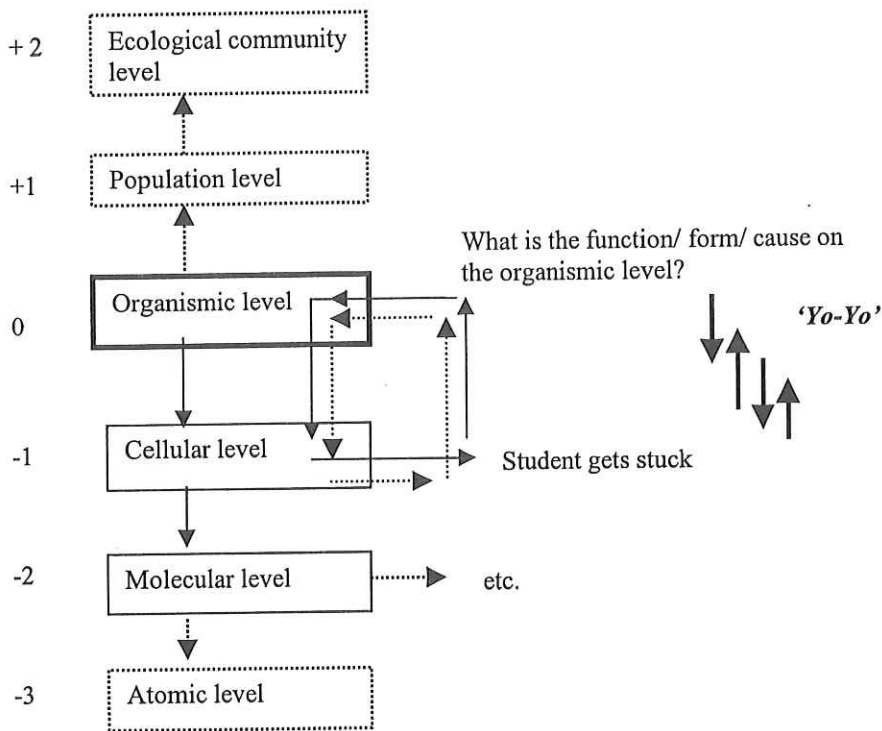 + 2
Ecological community
level
+1
Population level
What is the function/ form/ cause on
the organismic level?
0
Organismic level
'Yo-Yo'
-1
Cellular level
Student gets stuck
-2
Molecular level
etc.
-3
Atomic level